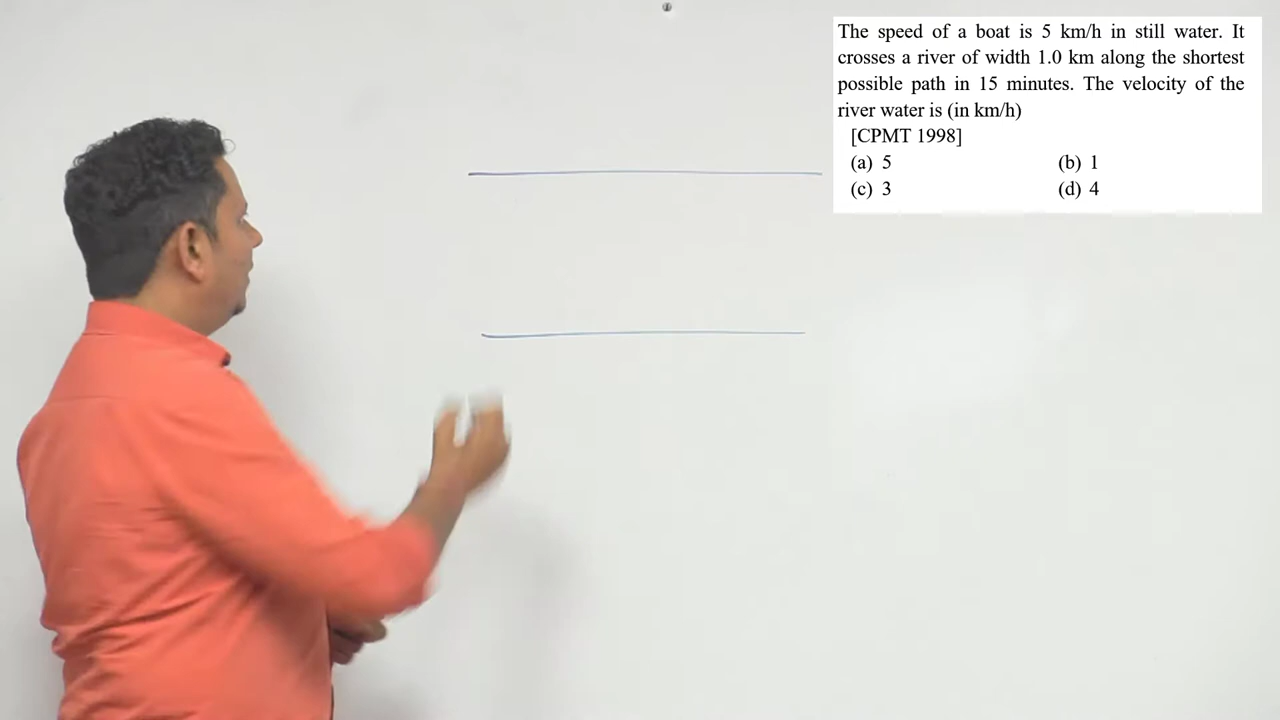 The speed of a boat is 5 km/h in still water. It
crosses a river of width 1.0 km along the shortest
possible path in 15 minutes. The velocity of the
river water is (in km/h)
[CPMT 1998]
(a) 5 (b) 1
(c) 3 (d) 4